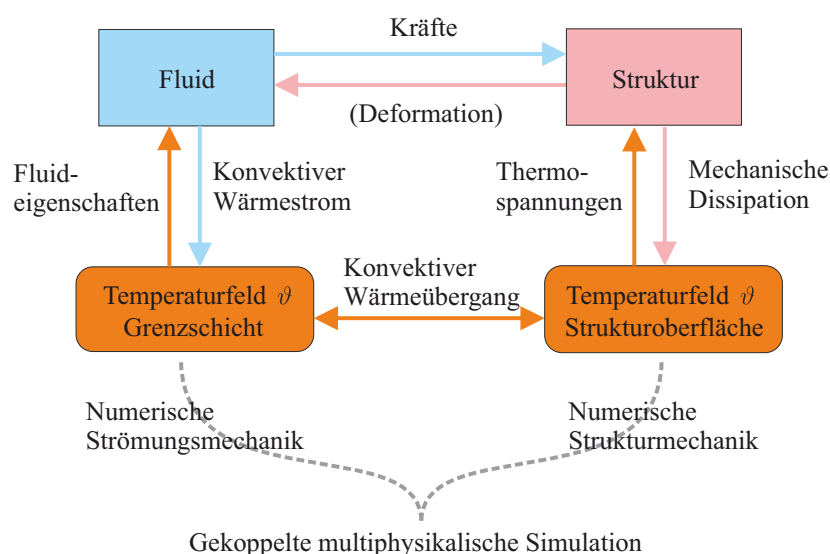 Kräfte
Fluid
Struktur
(Deformation)
Fluid-
eigenschaften
Konvektiver
Wärmestrom
Thermo-
spannungen
Mechanische
Dissipation
Temperaturfeld ϑ
Grenzschicht
Konvektiver
Wärmeübergang
Temperaturfeld ϑ
Strukturoberfläche
Numerische
Strömungsmechanik
Numerische
Strukturmechanik
Gekoppelte multiphysikalische Simulation